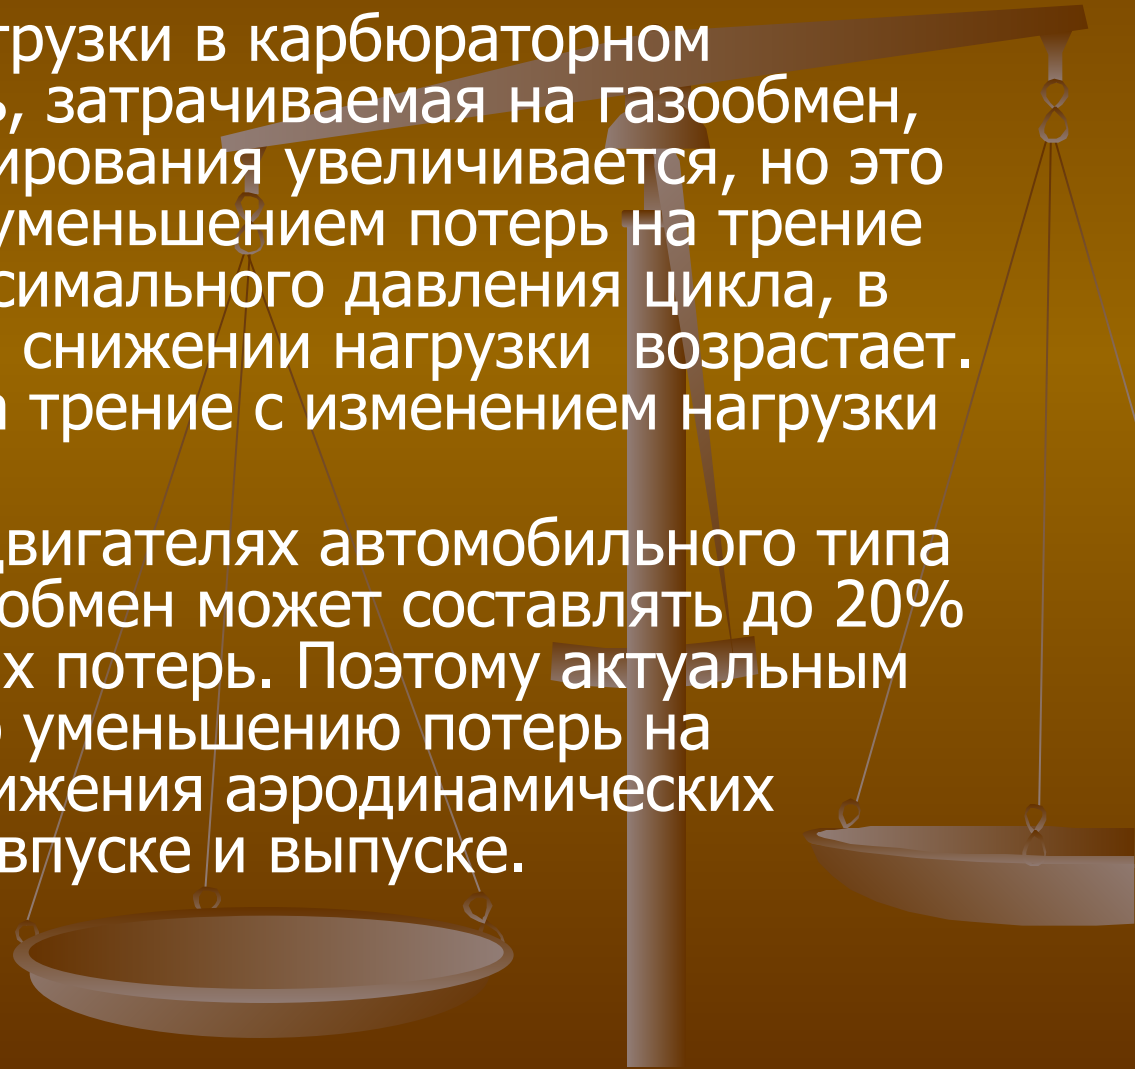 грузки в карбюраторном
ь, затрачиваемая на газообмен,
ирования увеличивается, но это
уменьшением потерь на трение
симального давления цикла, в
снижении нагрузки  возрастает.
а трение с изменением нагрузки
двигателях автомобильного типа
обмен может составлять до 20%
х потерь. Поэтому актуальным
о уменьшению потерь на
ижения аэродинамических
впуске и выпуске.